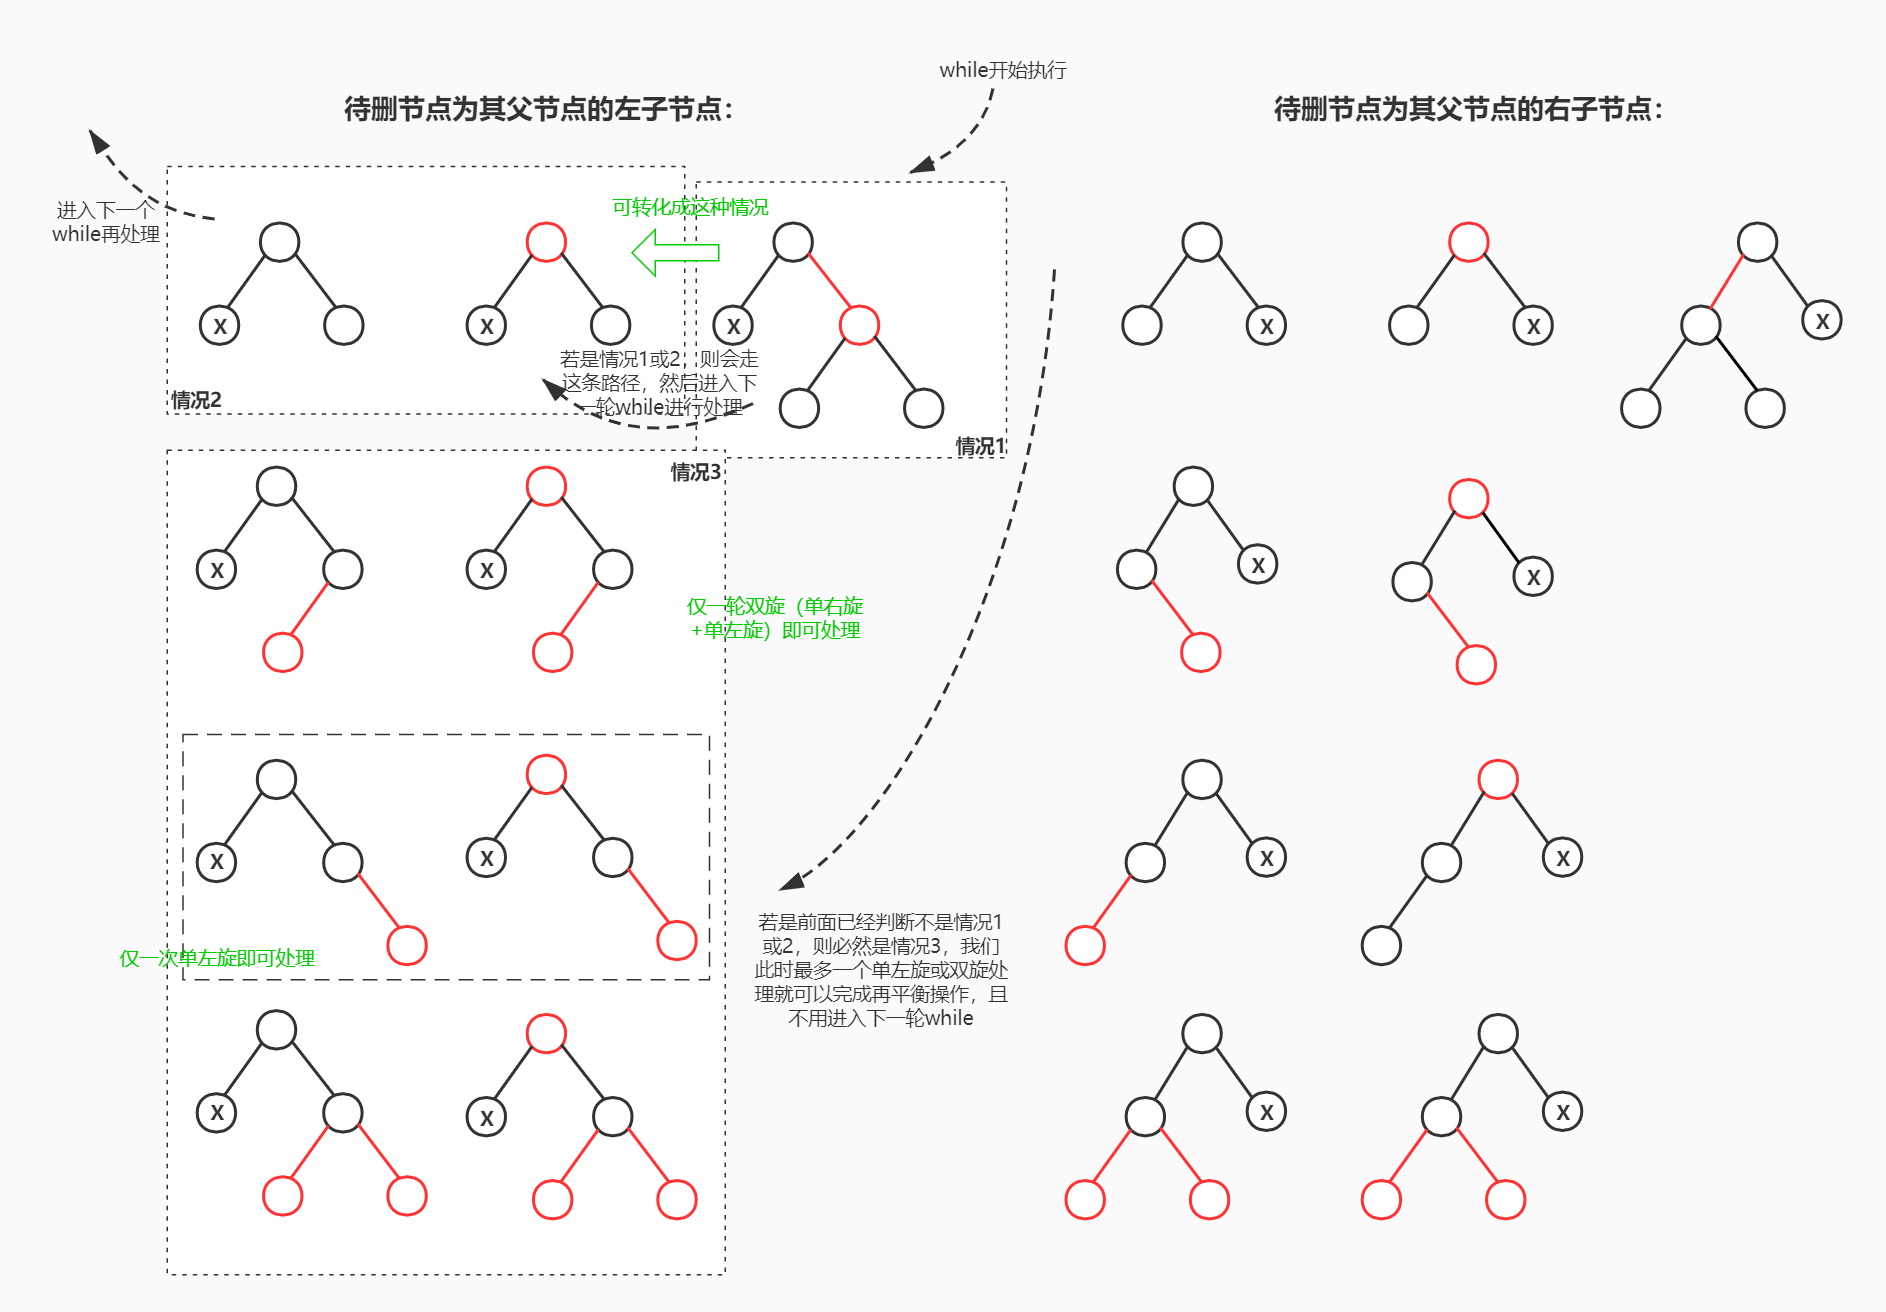 while开始执行
待删节点为其父节点的左子节点：
待删节点为其父节点的右子节点：
进入下一个
while再处理
可转化成这种情况
X
X
X
X
X
X
若是情况1或2，则会走
这条路径，然后进入下
一轮while进行处理
情况2
情况1
情况3
X
X
X
X
仅一轮双旋（单右旋
+单左旋）即可处理
X
X
X
X
仅一次单左旋即可处理
若是前面已经判断不是情况1
或2，则必然是情况3，我们
此时最多一个单左旋或双旋处
理就可以完成再平衡操作，且
不用进入下一轮while
X
X
X
X